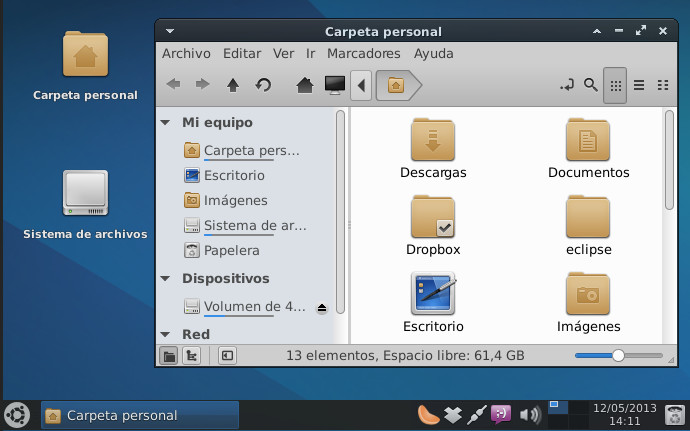 Carpeta personal
Sistema de archivos
Carpeta personal
Archivo Editar Ver Ir Marcadores Ayuda
Mi equipo
Carpeta pers...
Escritorio
Imágenes
Sistema de ar...
Papelera
Dispositivos
Volumen de 4...
Red
Descargas Documentos
Dropbox eclipse
Escritorio Imágenes
13 elementos, Espacio libre: 61,4 GB
Carpeta personal
12/05/2013
14:11